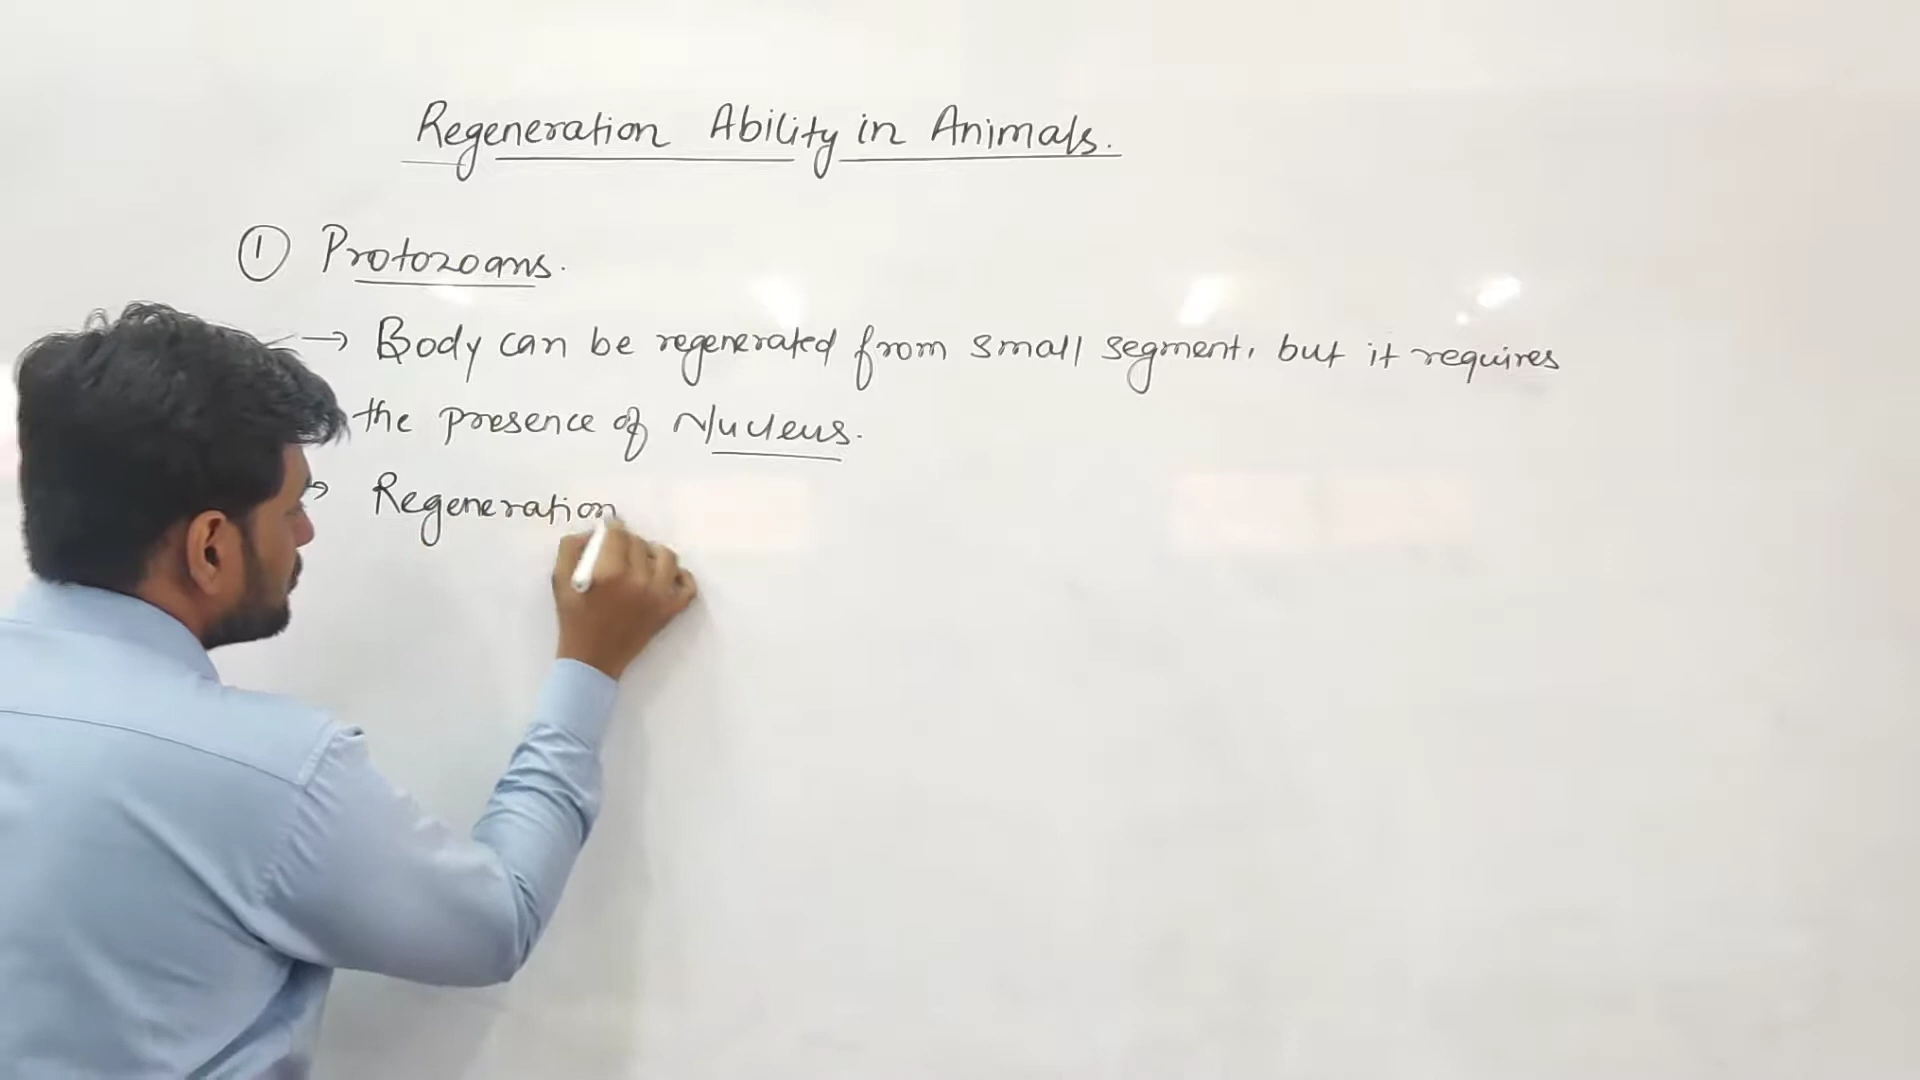 Regeneration Ability in Animals.
① Protozoans.
→ Body can be regenerated from small segment, but it requires
the presence of Nucleus.
→ Regeneration